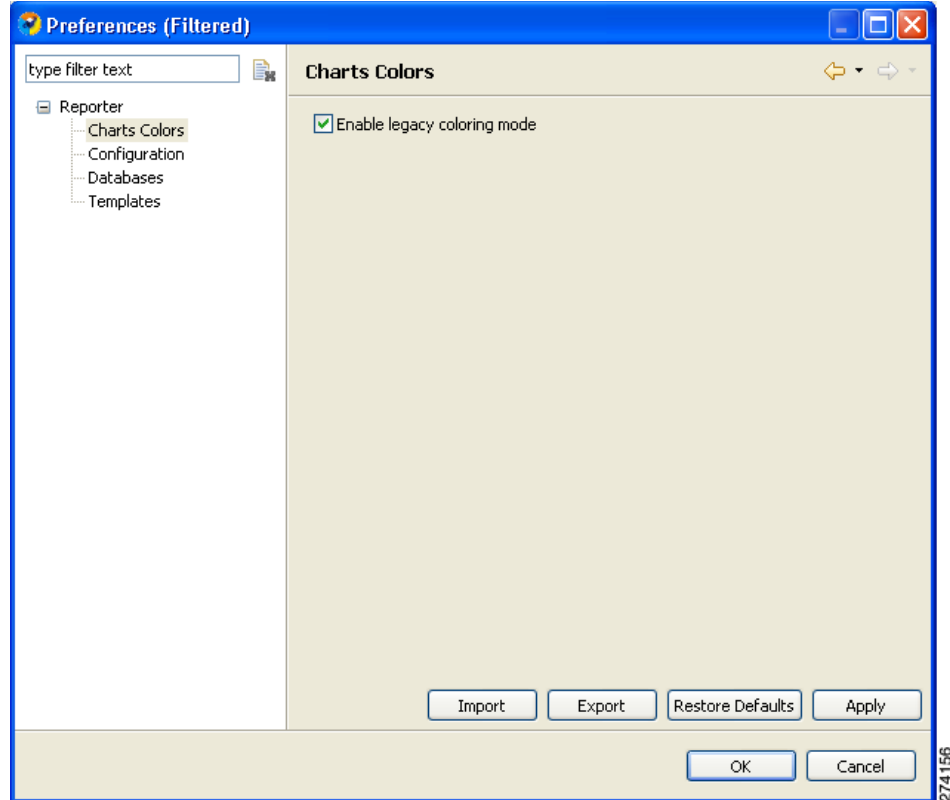 Preferences (Filtered)
type filter text
Charts Colors
Reporter
Charts Colors
Configuration
Databases
Templates
Enable legacy coloring mode
Import
Export
Restore Defaults
Apply
OK
Cancel
274156